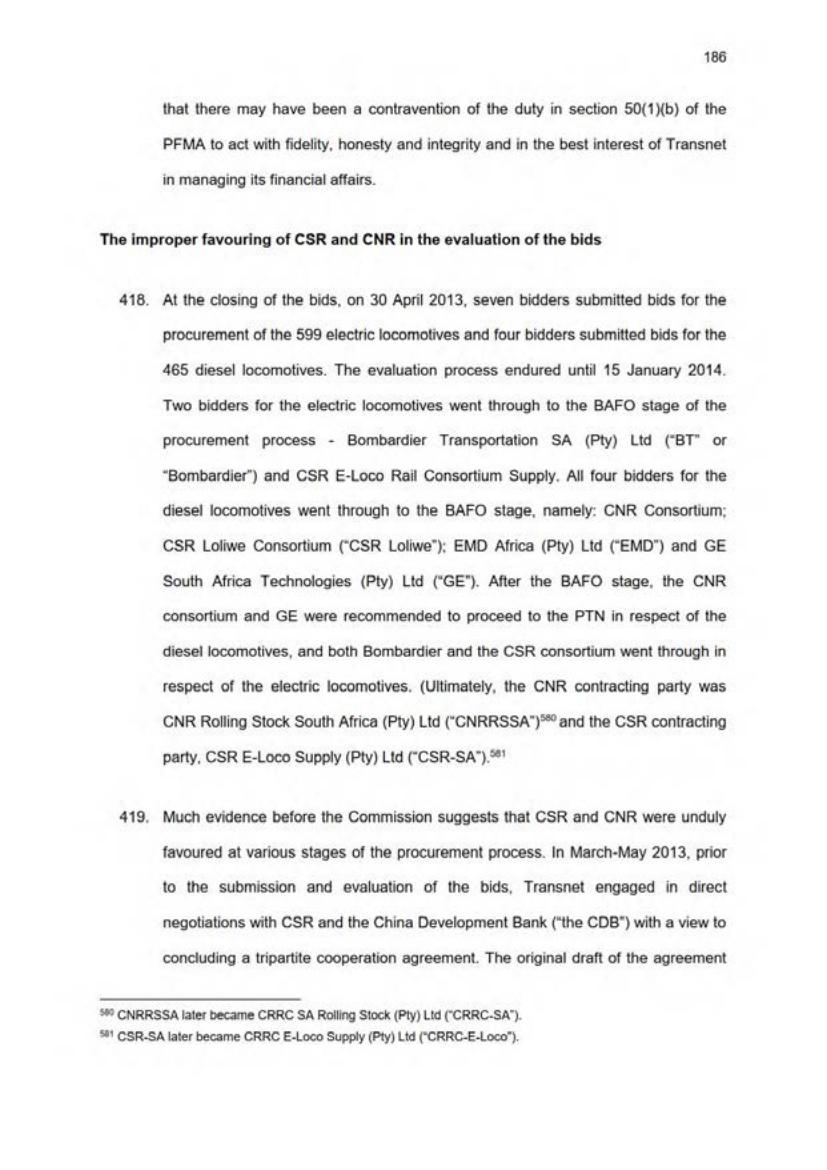 186
that there may have been a contravention of the duty in section 50(1)(b) of the
PFMA to act with fidelity, honesty and integrity and in the best interest of Transnet
in managing its financial affairs.
The improper favouring of CSR and CNR in the evaluation of the bids
418. At the closing of the bids, on 30 April 2013, seven bidders submitted bids for the
procurement of the 599 electric locomotives and four bidders submitted bids for the
465 diesel locomotives. The evaluation process endured until 15 January 2014.
Two bidders for the electric locomotives went through to the BAFO stage of the
procurement process - Bombardier Transportation SA (Pty) Ltd (“BT” or
“Bombardier”) and CSR E-Loco Rail Consortium Supply. All four bidders for the
diesel locomotives went through to the BAFO stage, namely: CNR Consortium;
CSR Loliwe Consortium (“CSR Loliwe”); EMD Africa (Pty) Ltd (“EMD”) and GE
South Africa Technologies (Pty) Ltd (“GE”). After the BAFO stage, the CNR
consortium and GE were recommended to proceed to the PTN in respect of the
diesel locomotives, and both Bombardier and the CSR consortium went through in
respect of the electric locomotives. (Ultimately, the CNR contracting party was
CNR Rolling Stock South Africa (Pty) Ltd (“CNRRSSA”)580 and the CSR contracting
party, CSR E-Loco Supply (Pty) Ltd (“CSR-SA”).581
419. Much evidence before the Commission suggests that CSR and CNR were unduly
favoured at various stages of the procurement process. In March-May 2013, prior
to the submission and evaluation of the bids, Transnet engaged in direct
negotiations with CSR and the China Development Bank (“the CDB”) with a view to
concluding a tripartite cooperation agreement. The original draft of the agreement
580 CNRRSSA later became CRRC SA Rolling Stock (Pty) Ltd (“CRRC-SA”).
581 CSR-SA later became CRRC E-Loco Supply (Pty) Ltd (“CRRC-E-Loco”).